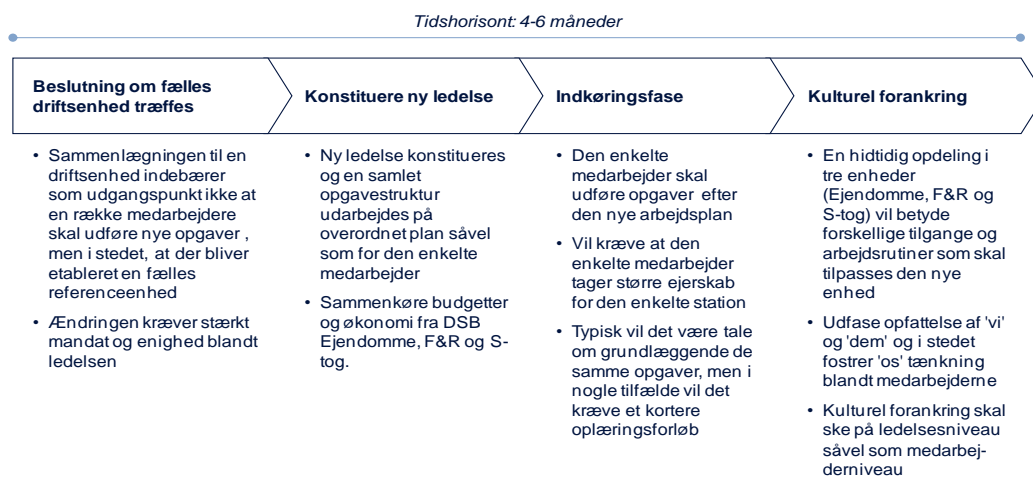 Tidshorisont: 4-6 måneder
Beslutning om fælles
driftsenhed træffes
Konstituere ny ledelse
Indkøringsfase
Kulturel forankring
• Sammenlægningen til en
driftsenhed indebærer
som udgangspunkt ikke at
en række medarbejdere
skal udføre nye opgaver ,
men i stedet, at der bliver
etableret en fælles
referenceenhed
• Ændringen kræver stærkt
mandat og enighed blandt
ledelsen
• Ny ledelse konstitueres
og en samlet
opgavestruktur
udarbejdes på
overordnet plan såvel
som for den enkelte
medarbejder
• Sammenkøre budgetter
og økonomi fra DSB
Ejendomme, F&R og S-
tog.
• Den enkelte
medarbejder skal
udføre opgaver efter
den nye arbejdsplan
• Vil kræve at den
enkelte medarbejder
tager større ejerskab
for den enkelte station
• Typisk vil det være tale
om grundlæggende de
samme opgaver, men i
nogle tilfælde vil det
kræve et kortere
oplæringsforløb
• En hidtidig opdeling i
tre enheder
(Ejendomme, F&R og
S-tog) vil betyde
forskellige tilgange og
arbejdsrutiner som skal
tilpasses den nye
enhed
• Udfase opfattelse af 'vi'
og 'dem' og i stedet
fostrer 'os' tænkning
blandt medarbejderne
• Kulturel forankring skal
ske på ledelsesniveau
såvel som medarbej-
derniveau